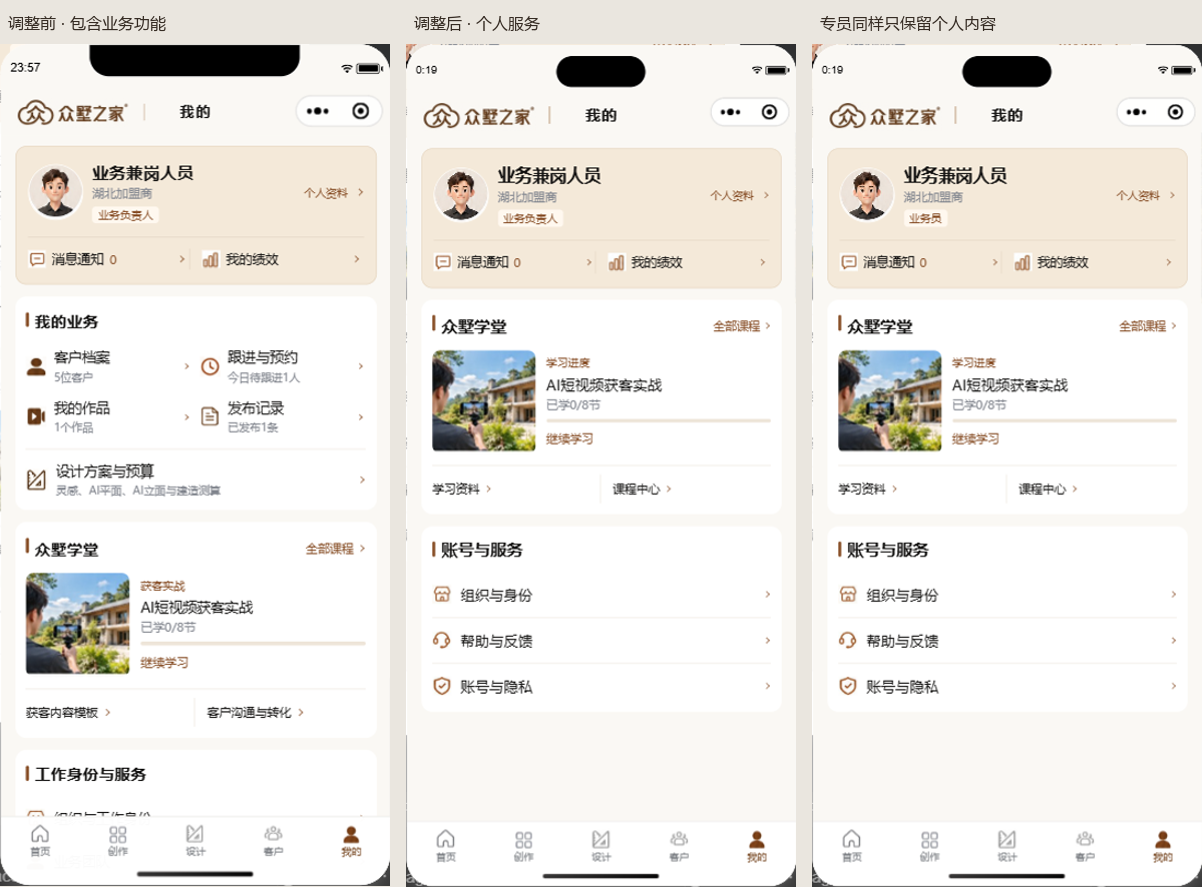 调整前 · 包含业务功能
23:57
众墅之家
我的
业务兼岗人员
湖北加盟商
业务负责人
个人资料
消息通知 0
我的绩效
我的业务
客户档案
5位客户
跟进与预约
今日待跟进1人
我的作品
1个作品
发布记录
已发布1条
设计方案与预算
灵感、AI平面、AI立面与建造测算
众墅学堂
全部课程
获客实战
AI短视频获客实战
已学0/8节
继续学习
获客内容模板
客户沟通与转化
工作身份与服务
首页
创作
设计
客户
我的
调整后 · 个人服务
0:19
众墅之家
我的
业务兼岗人员
湖北加盟商
业务负责人
个人资料
消息通知 0
我的绩效
众墅学堂
全部课程
学习进度
AI短视频获客实战
已学0/8节
继续学习
学习资料
课程中心
账号与服务
组织与身份
帮助与反馈
账号与隐私
首页
创作
设计
客户
我的
专员同样只保留个人内容
0:19
众墅之家
我的
业务兼岗人员
湖北加盟商
业务员
个人资料
消息通知 0
我的绩效
众墅学堂
全部课程
学习进度
AI短视频获客实战
已学0/8节
继续学习
学习资料
课程中心
账号与服务
组织与身份
帮助与反馈
账号与隐私
首页
创作
设计
客户
我的